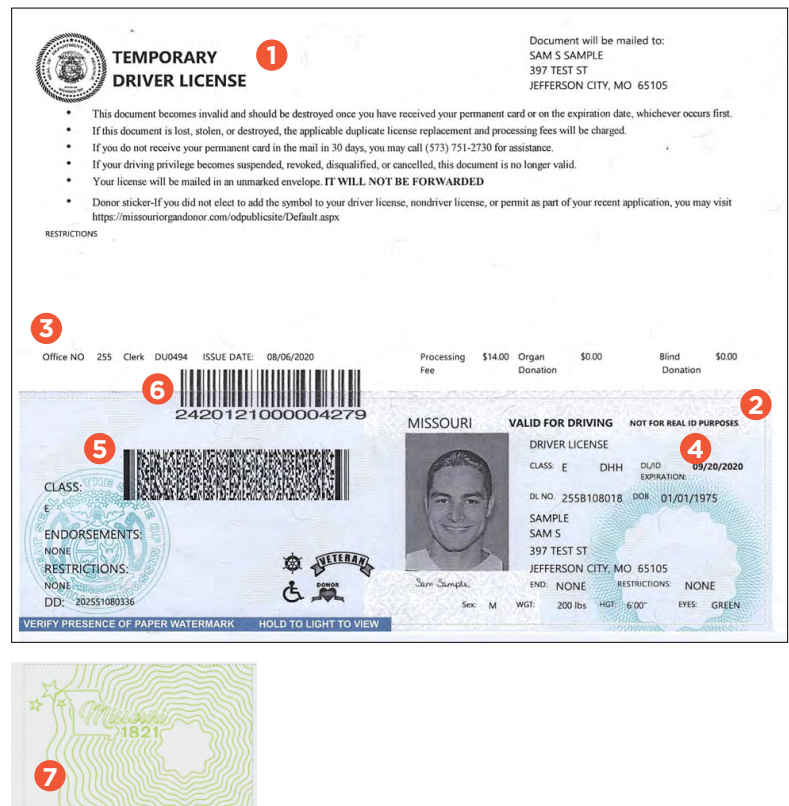 TEMPORARY
DRIVER LICENSE
1
Document will be mailed to:
SAM S SAMPLE
397 TEST ST
JEFFERSON CITY, MO 65105
• This document becomes invalid and should be destroyed once you have received your permanent card or on the expiration date, whichever occurs first.
• If this document is lost, stolen, or destroyed, the applicable duplicate license replacement and processing fees will be charged.
• If you do not receive your permanent card in the mail in 30 days, you may call (573) 751-2730 for assistance.
• If your driving privilege becomes suspended, revoked, disqualified, or cancelled, this document is no longer valid.
• Your license will be mailed in an unmarked envelope. IT WILL NOT BE FORWARDED
• Donor sticker-If you did not elect to add the symbol to your driver license, nondriver license, or permit as part of your recent application, you may visit
https://missouriorgandonor.com/odpublicsite/Default.aspx
RESTRICTIONS
3
Office NO 255 Clerk DU0494 ISSUE DATE: 08/06/2020
Processing Fee $14.00 Organ Donation $0.00 Blind Donation $0.00
6
24201210000004279
2
MISSOURI VALID FOR DRIVING NOT FOR REAL ID PURPOSES
5
4
DRIVER LICENSE
CLASS: E DHH DL/ID EXPIRATION: 09/20/2020
DL NO. 255B108018 DOB 01/01/1975
SAMPLE
SAM S
397 TEST ST
JEFFERSON CITY, MO 65105
END: NONE RESTRICTIONS: NONE
Sex: M WGT: 200 lbs HGT: 6'00" EYES: GREEN
Sam Sample
CLASS:
E
ENDORSEMENTS:
NONE
RESTRICTIONS:
NONE
DD: 202551080336
VETERAN
DONOR
VERIFY PRESENCE OF PAPER WATERMARK HOLD TO LIGHT TO VIEW
Missouri
1821
7